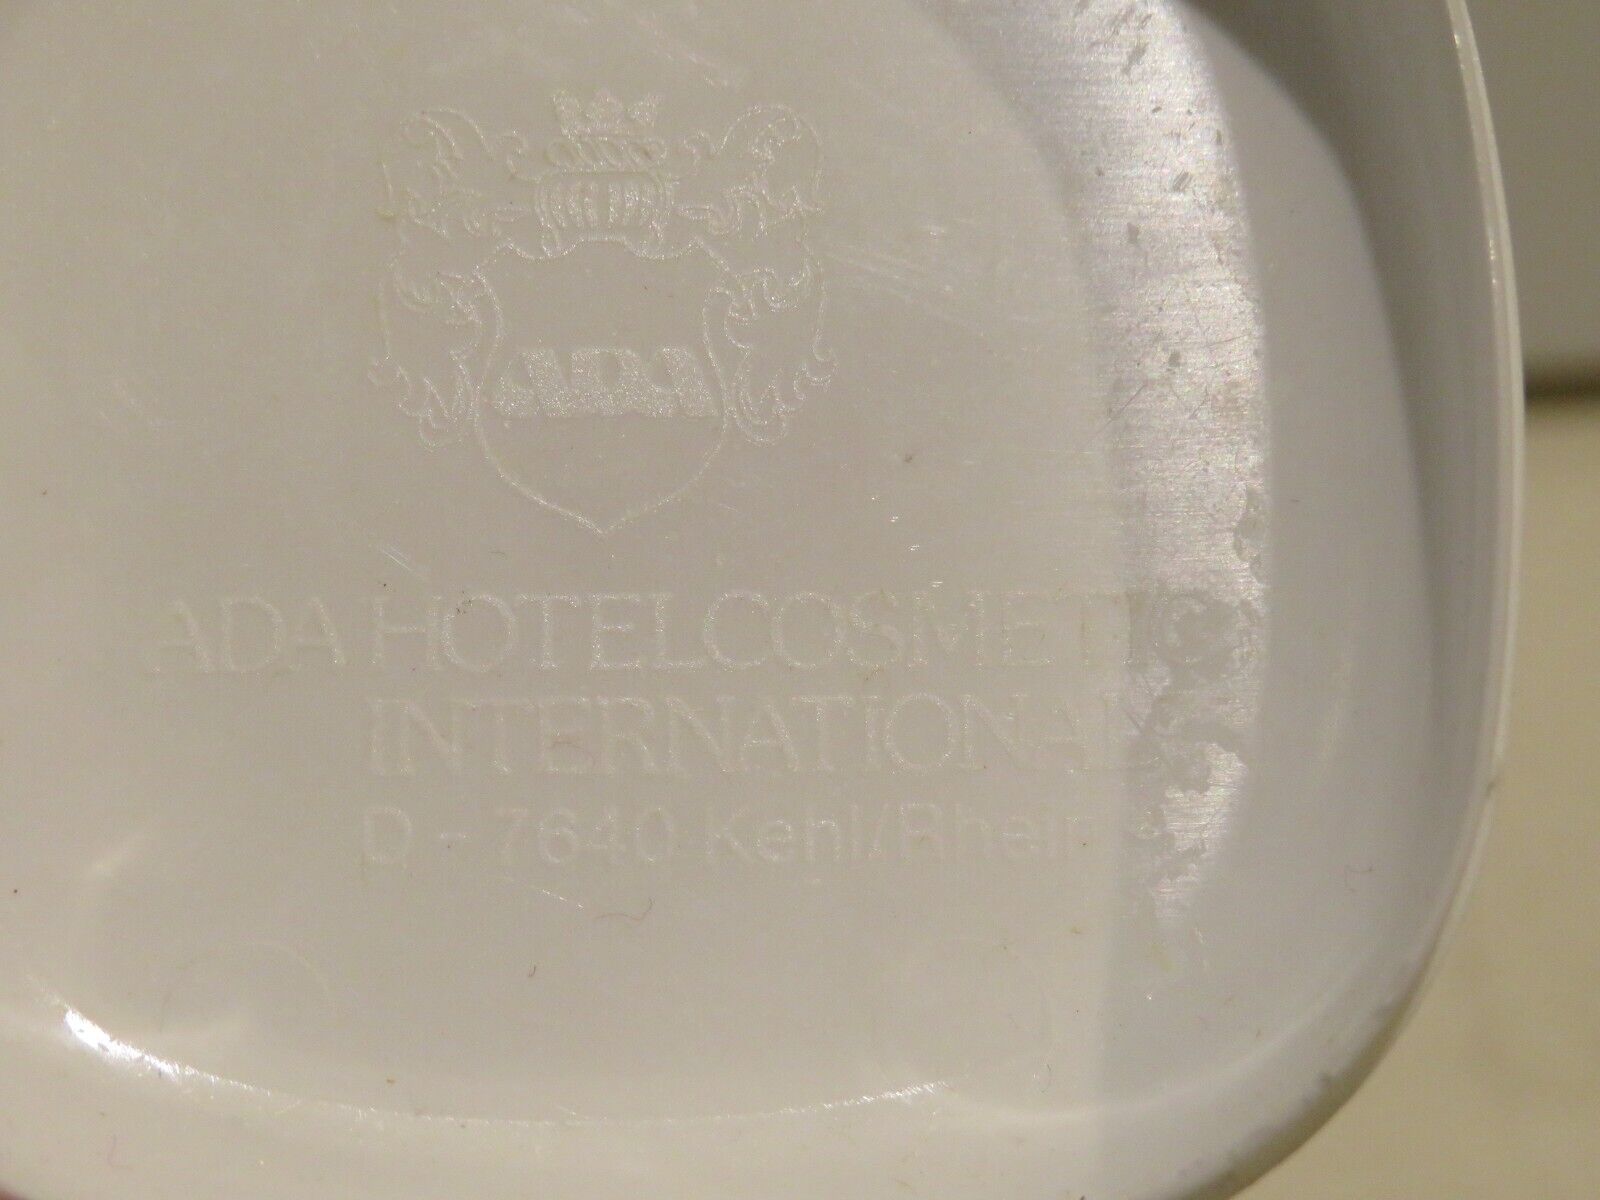 ADA
ADA HOTELCOSMETIC
INTERNATIONAL
D - 7640 Kehl/Rhein